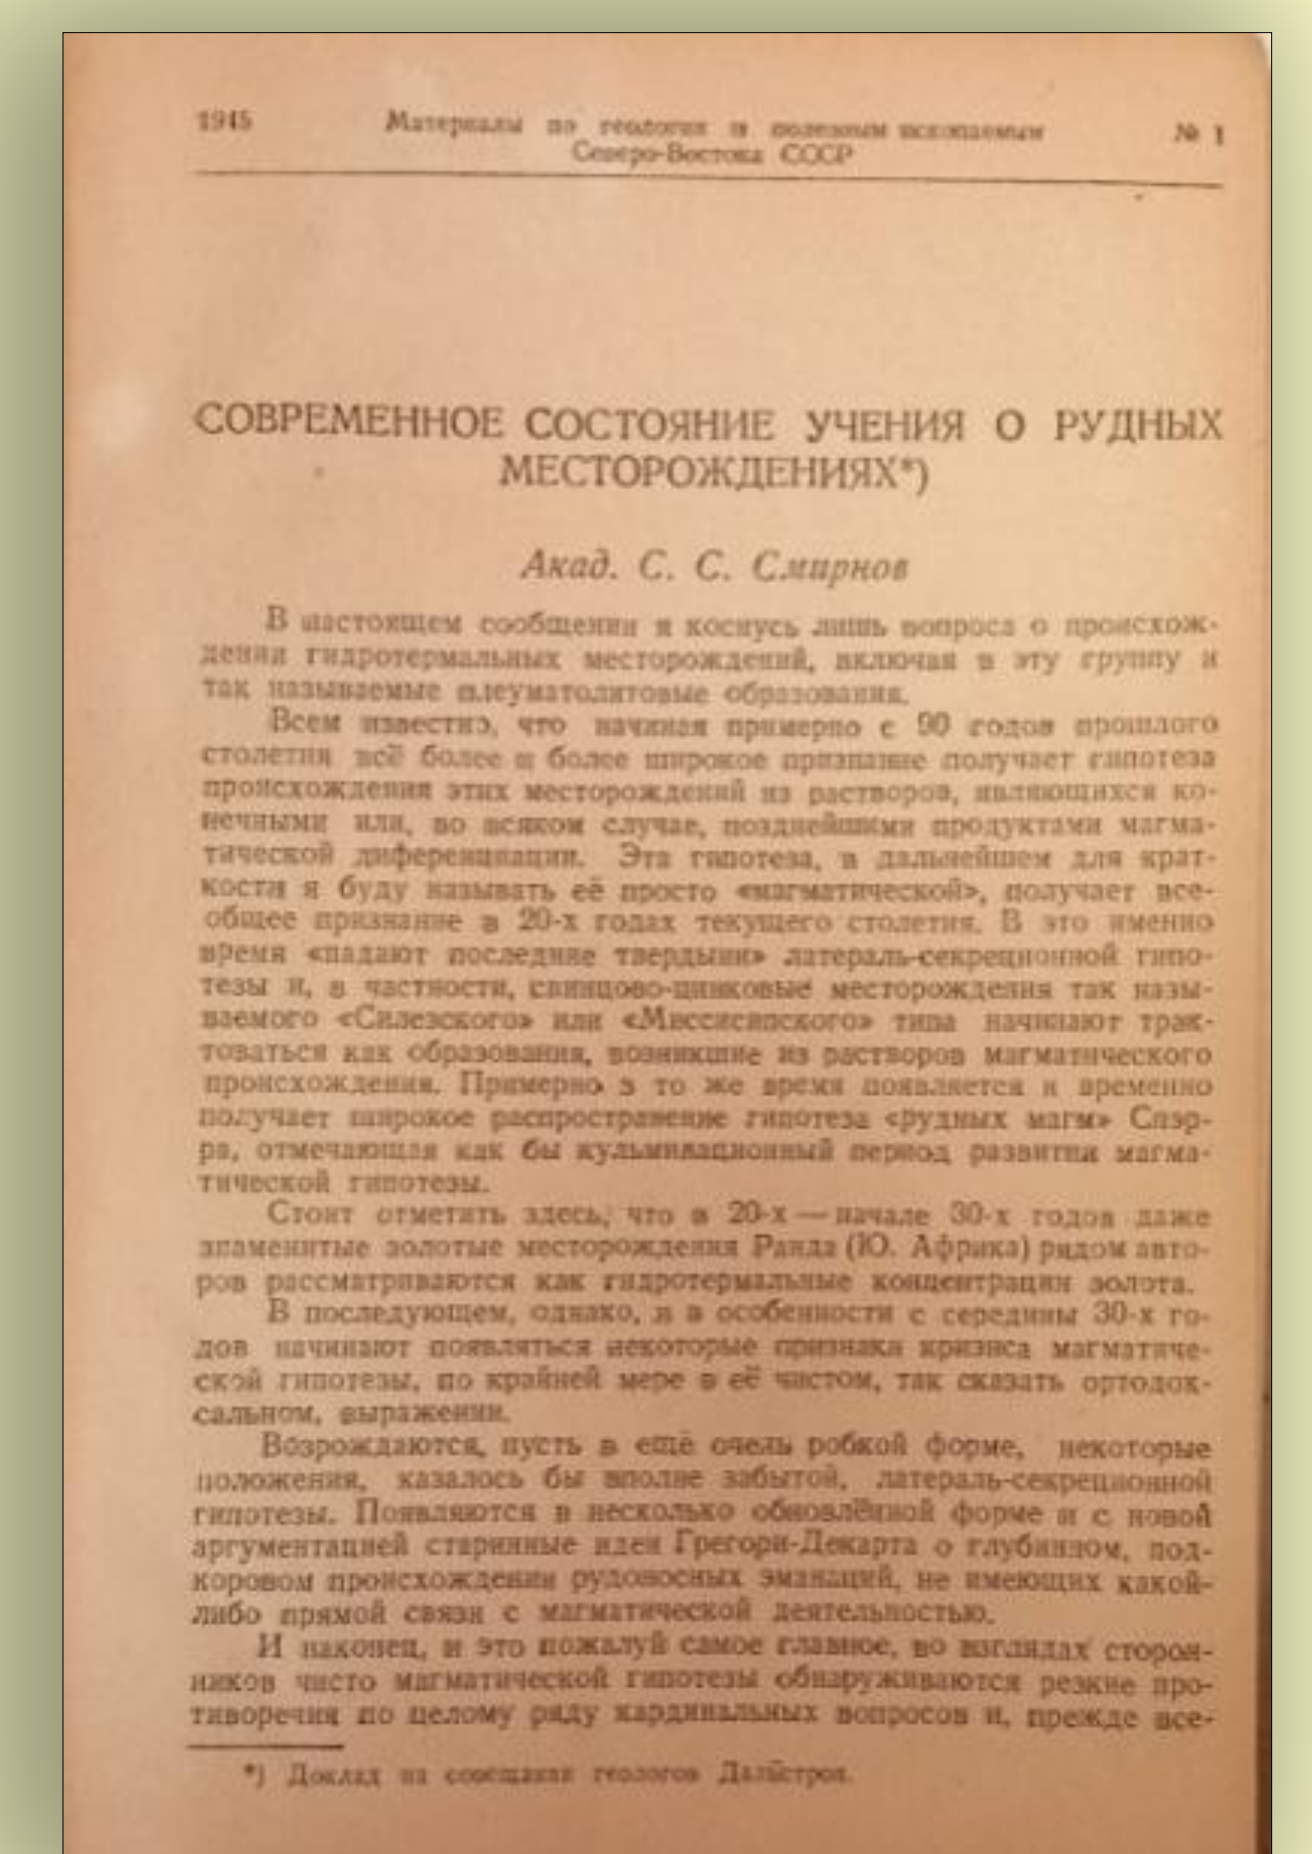 1945
Материалы по геологии и полезным ископаемым
Северо-Востока СССР
№ 1
СОВРЕМЕННОЕ СОСТОЯНИЕ УЧЕНИЯ О РУДНЫХ
МЕСТОРОЖДЕНИЯХ*)
Акад. С. С. Смирнов
В настоящем сообщении я коснусь лишь вопроса о происхож-
дении гидротермальных месторождений, включая в эту группу и
так называемые пневматолитовые образования.
Всем известно, что начиная примерно с 90 годов прошлого
столетия всё более и более широкое признание получает гипотеза
происхождения этих месторождений из растворов, являющихся ко-
нечными или, во всяком случае, позднейшими продуктами магма-
тической диференциации. Эта гипотеза, в дальнейшем для крат-
кости я буду называть её просто «магматической», получает все-
общее признание в 20-х годах текущего столетия. В это именно
время «падают последние твердыни» латераль-секреционной гипо-
тезы и, в частности, свинцово-цинковые месторождения так назы-
ваемого «Силезского» или «Миссисипского» типа начинают трак-
товаться как образования, возникшие из растворов магматического
происхождения. Примерно в то же время появляется и временно
получает широкое распространение гипотеза «рудных магм» Спэр-
ра, отмечающая как бы кульминационный период развития магма-
тической гипотезы.
Стоит отметить здесь, что в 20-х — начале 30-х годов даже
знаменитые золотые месторождения Ранда (Ю. Африка) рядом авто-
ров рассматриваются как гидротермальные концентрации золота.
В последующем, однако, и в особенности с середины 30-х го-
дов начинают появляться некоторые признаки кризиса магматиче-
ской гипотезы, по крайней мере в её чистом, так сказать ортодок-
сальном, выражении.
Возрождаются, пусть в ещё очень робкой форме, некоторые
положения, казалось бы вполне забытой, латераль-секреционной
гипотезы. Появляются в несколько обновлённой форме и с новой
аргументацией старинные идеи Грегори-Декарта о глубинном, под-
коровом происхождении рудоносных эманаций, не имеющих какой-
либо прямой связи с магматической деятельностью.
И наконец, и это пожалуй самое главное, во взглядах сторон-
ников чисто магматической гипотезы обнаруживаются резкие про-
тиворечия по целому ряду кардинальных вопросов и, прежде все-
*) Доклад на совещании геологов Дальстроя.